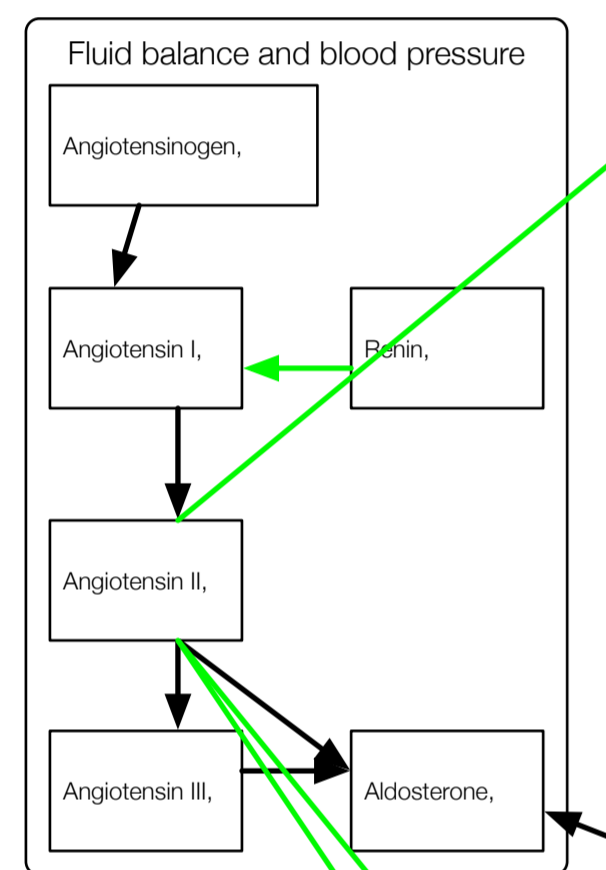 Fluid balance and blood pressure
Angiotensinogen,
Angiotensin I,
Renin,
Angiotensin II,
Angiotensin III,
Aldosterone,